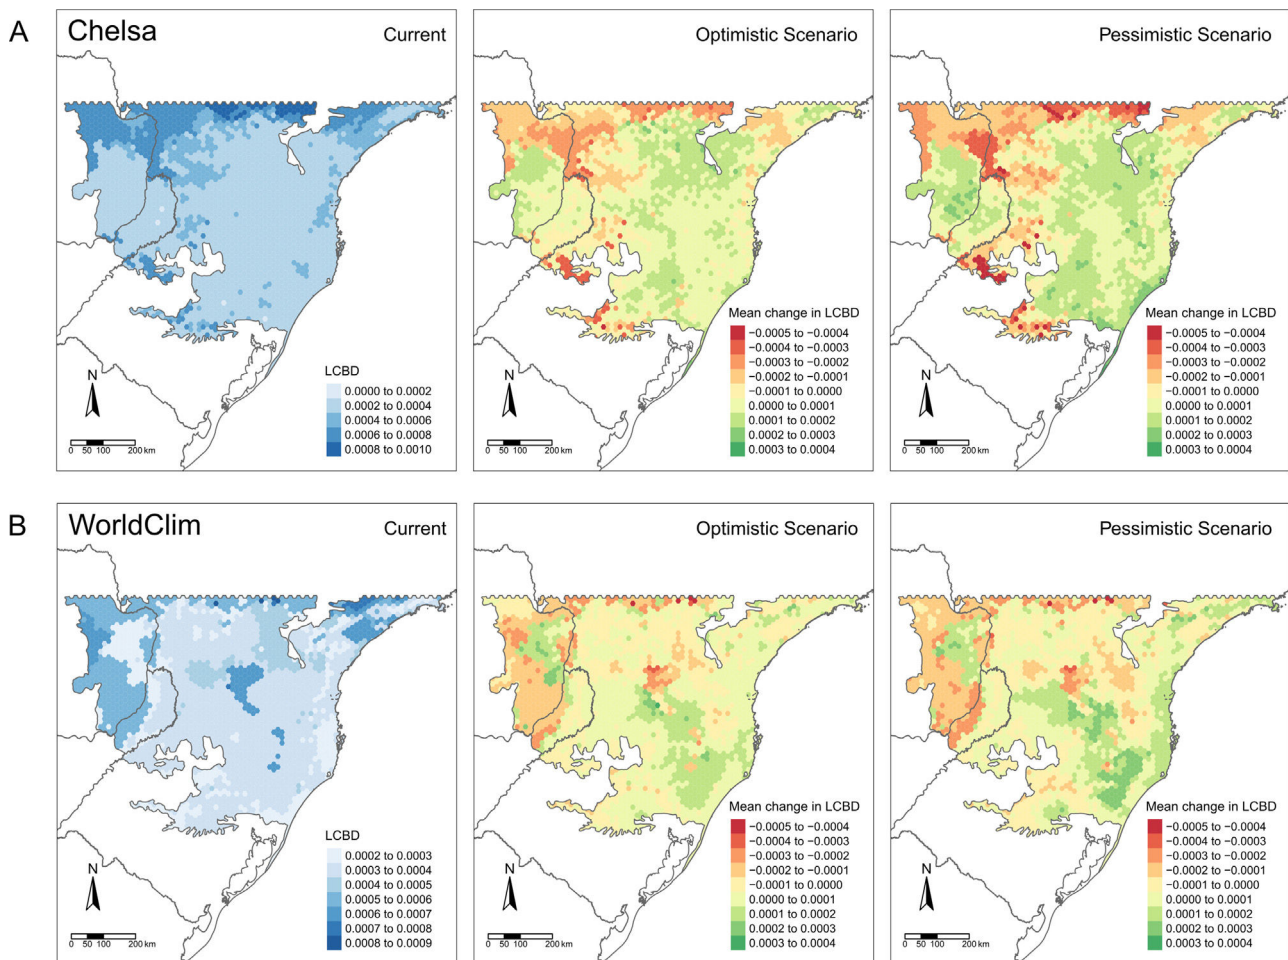 A
Chelsa
Current
N
0 50 100 200 km
LCBD
0.0000 to 0.0002
0.0002 to 0.0004
0.0004 to 0.0006
0.0006 to 0.0008
0.0008 to 0.0010
Optimistic Scenario
N
0 50 100 200 km
Mean change in LCBD
−0.0005 to −0.0004
−0.0004 to −0.0003
−0.0003 to −0.0002
−0.0002 to −0.0001
−0.0001 to 0.0000
0.0000 to 0.0001
0.0001 to 0.0002
0.0002 to 0.0003
0.0003 to 0.0004
Pessimistic Scenario
N
0 50 100 200 km
Mean change in LCBD
−0.0005 to −0.0004
−0.0004 to −0.0003
−0.0003 to −0.0002
−0.0002 to −0.0001
−0.0001 to 0.0000
0.0000 to 0.0001
0.0001 to 0.0002
0.0002 to 0.0003
0.0003 to 0.0004
B
WorldClim
Current
N
0 50 100 200 km
LCBD
0.0002 to 0.0003
0.0003 to 0.0004
0.0004 to 0.0005
0.0005 to 0.0006
0.0006 to 0.0007
0.0007 to 0.0008
0.0008 to 0.0009
Optimistic Scenario
N
0 50 100 200 km
Mean change in LCBD
−0.0005 to −0.0004
−0.0004 to −0.0003
−0.0003 to −0.0002
−0.0002 to −0.0001
−0.0001 to 0.0000
0.0000 to 0.0001
0.0001 to 0.0002
0.0002 to 0.0003
0.0003 to 0.0004
Pessimistic Scenario
N
0 50 100 200 km
Mean change in LCBD
−0.0005 to −0.0004
−0.0004 to −0.0003
−0.0003 to −0.0002
−0.0002 to −0.0001
−0.0001 to 0.0000
0.0000 to 0.0001
0.0001 to 0.0002
0.0002 to 0.0003
0.0003 to 0.0004